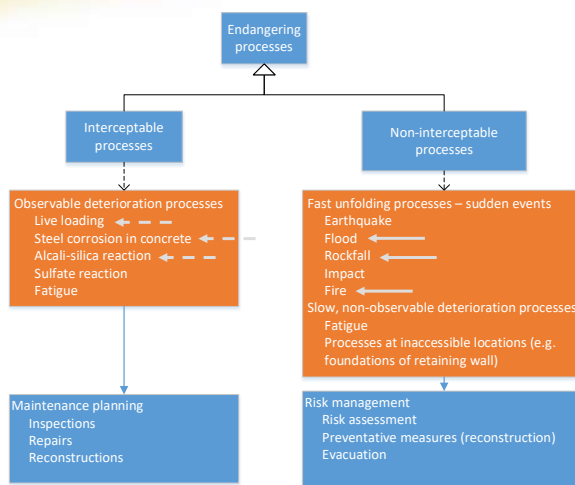 Endangering
processes
Interceptable
processes
Non-interceptable
processes
Observable deterioration processes
Live loading
Steel corrosion in concrete
Alcali-silica reaction
Sulfate reaction
Fatigue
Fast unfolding processes – sudden events
Earthquake
Flood
Rockfall
Impact
Fire
Slow, non-observable deterioration processes
Fatigue
Processes at inaccessible locations (e.g.
foundations of retaining wall)
Maintenance planning
Inspections
Repairs
Reconstructions
Risk management
Risk assessment
Preventative measures (reconstruction)
Evacuation